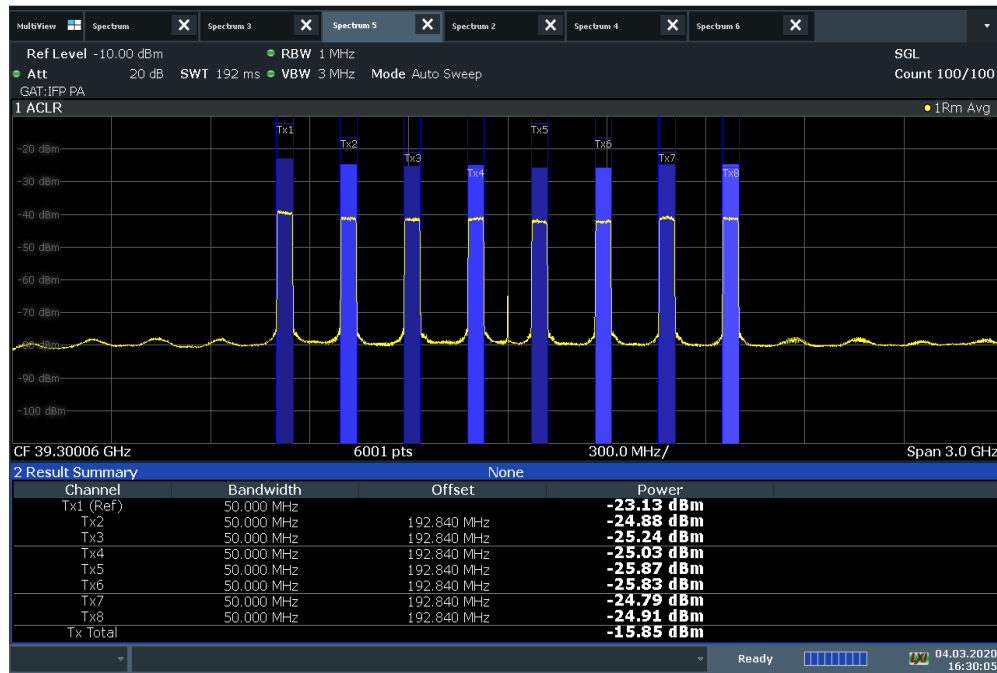 MultiView Spectrum X Spectrum 3 X Spectrum 5 X Spectrum 2 X Spectrum 4 X Spectrum 6 X
Ref Level -10.00 dBm RBW 1 MHz SGL
Att 20 dB SWT 192 ms VBW 3 MHz Mode Auto Sweep Count 100/100
GAT:IFP PA
1 ACLR 1Rm Avg
Tx1 Tx5
Tx2 Tx6
-20 dBm
Tx3 Tx7
Tx4 Tx8
-30 dBm
-40 dBm
-50 dBm
-60 dBm
-70 dBm
-80 dBm
-90 dBm
-100 dBm
CF 39.30006 GHz 6001 pts 300.0 MHz/ Span 3.0 GHz
2 Result Summary None
Channel Bandwidth Offset Power
Tx1 (Ref) 50.000 MHz -23.13 dBm
Tx2 50.000 MHz 192.840 MHz -24.88 dBm
Tx3 50.000 MHz 192.840 MHz -25.24 dBm
Tx4 50.000 MHz 192.840 MHz -25.03 dBm
Tx5 50.000 MHz 192.840 MHz -25.87 dBm
Tx6 50.000 MHz 192.840 MHz -25.83 dBm
Tx7 50.000 MHz 192.840 MHz -24.79 dBm
Tx8 50.000 MHz 192.840 MHz -24.91 dBm
Tx Total -15.85 dBm
Ready LXI 04.03.2020
16:30:05